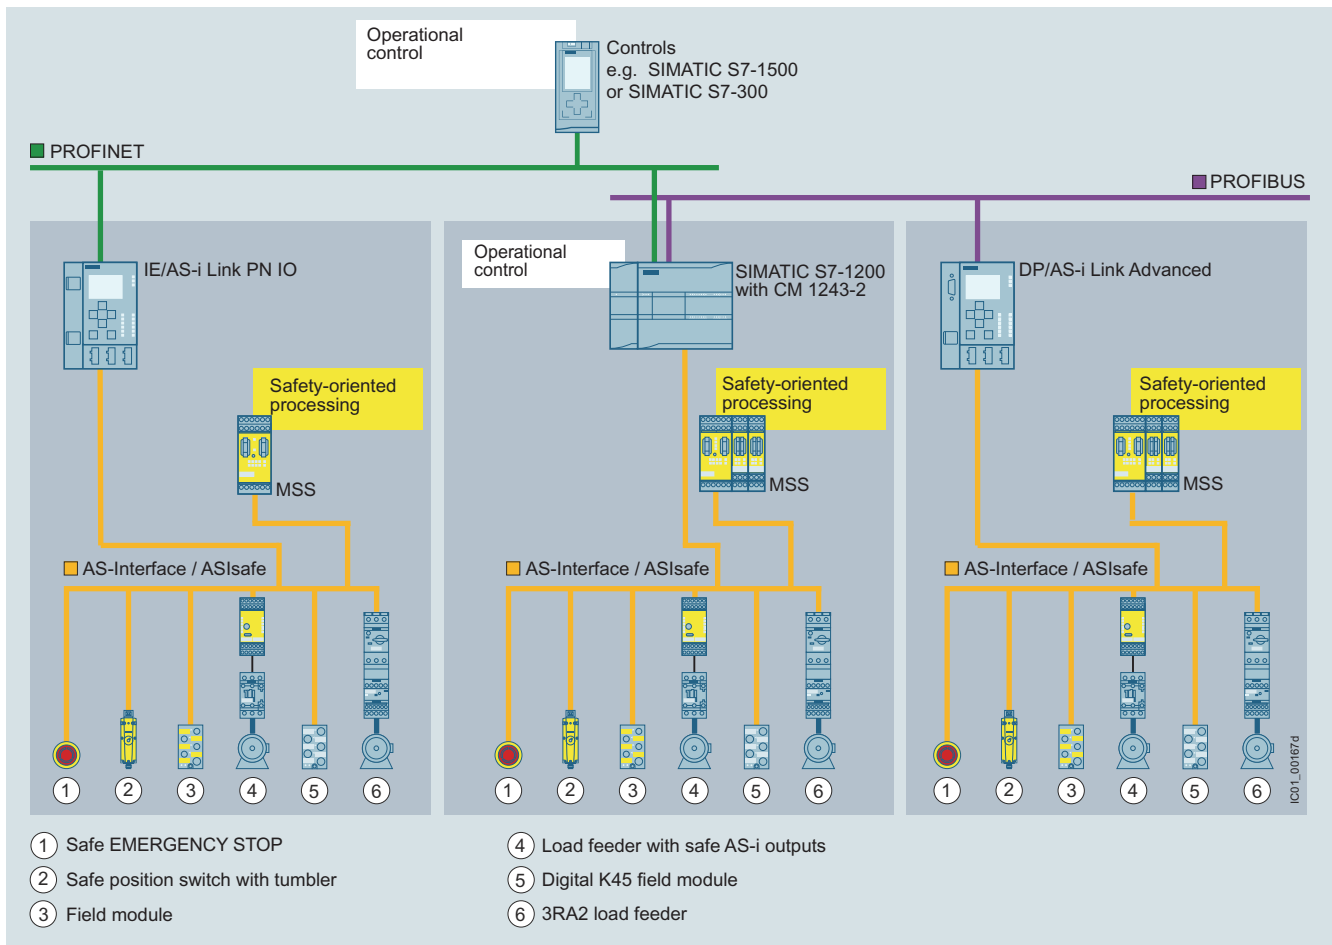 Operational
control
Controls
e.g. SIMATIC S7-1500
or SIMATIC S7-300
PROFINET
PROFIBUS
IE/AS-i Link PN IO
Operational
control
SIMATIC S7-1200
with CM 1243-2
DP/AS-i Link Advanced
Safety-oriented
processing
MSS
Safety-oriented
processing
MSS
Safety-oriented
processing
MSS
AS-Interface / ASIsafe
AS-Interface / ASIsafe
AS-Interface / ASIsafe
1 2 3 4 5 6
1 2 3 4 5 6
1 2 3 4 5 6
IC01_00167d
1 Safe EMERGENCY STOP
2 Safe position switch with tumbler
3 Field module
4 Load feeder with safe AS-i outputs
5 Digital K45 field module
6 3RA2 load feeder